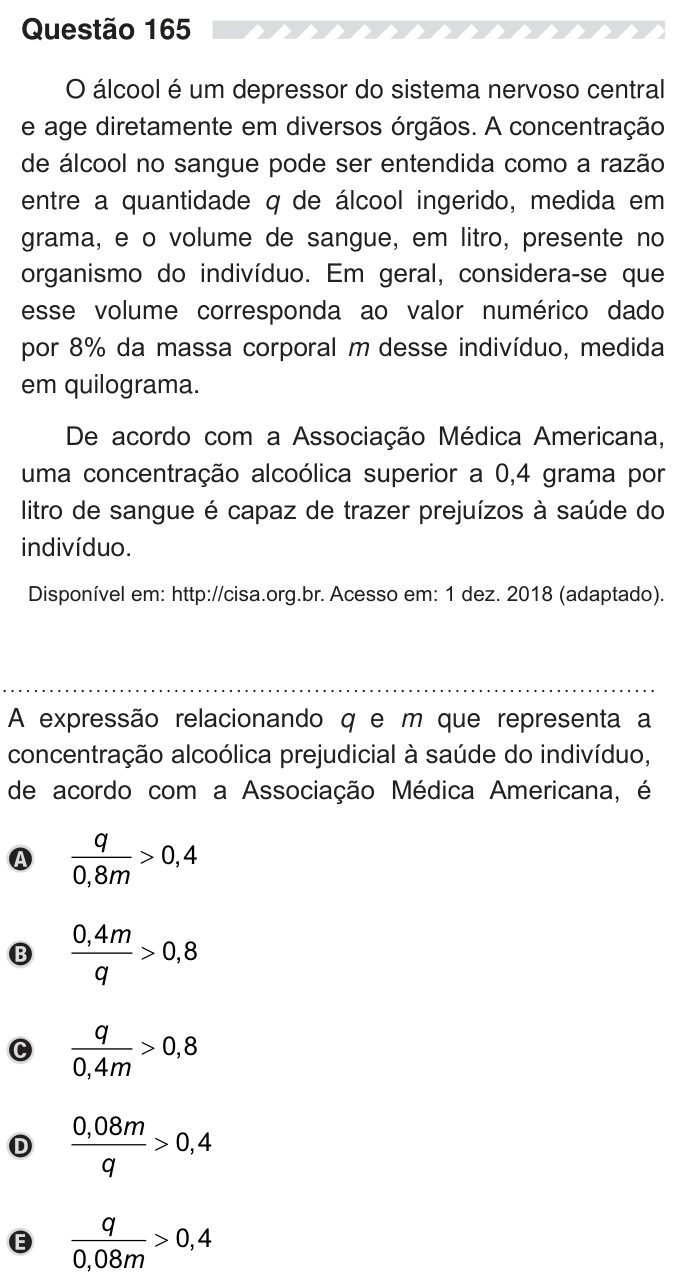 Questão 165
O álcool é um depressor do sistema nervoso central
e age diretamente em diversos órgãos. A concentração
de álcool no sangue pode ser entendida como a razão
entre a quantidade q de álcool ingerido, medida em
grama, e o volume de sangue, em litro, presente no
organismo do indivíduo. Em geral, considera-se que
esse volume corresponda ao valor numérico dado
por 8% da massa corporal m desse indivíduo, medida
em quilograma.
De acordo com a Associação Médica Americana,
uma concentração alcoólica superior a 0,4 grama por
litro de sangue é capaz de trazer prejuízos à saúde do
indivíduo.
Disponível em: http://cisa.org.br. Acesso em: 1 dez. 2018 (adaptado).
A expressão relacionando q e m que representa a
concentração alcoólica prejudicial à saúde do indivíduo,
de acordo com a Associação Médica Americana, é
A q/0,8m > 0,4
B 0,4m/q > 0,8
C q/0,4m > 0,8
D 0,08m/q > 0,4
E q/0,08m > 0,4